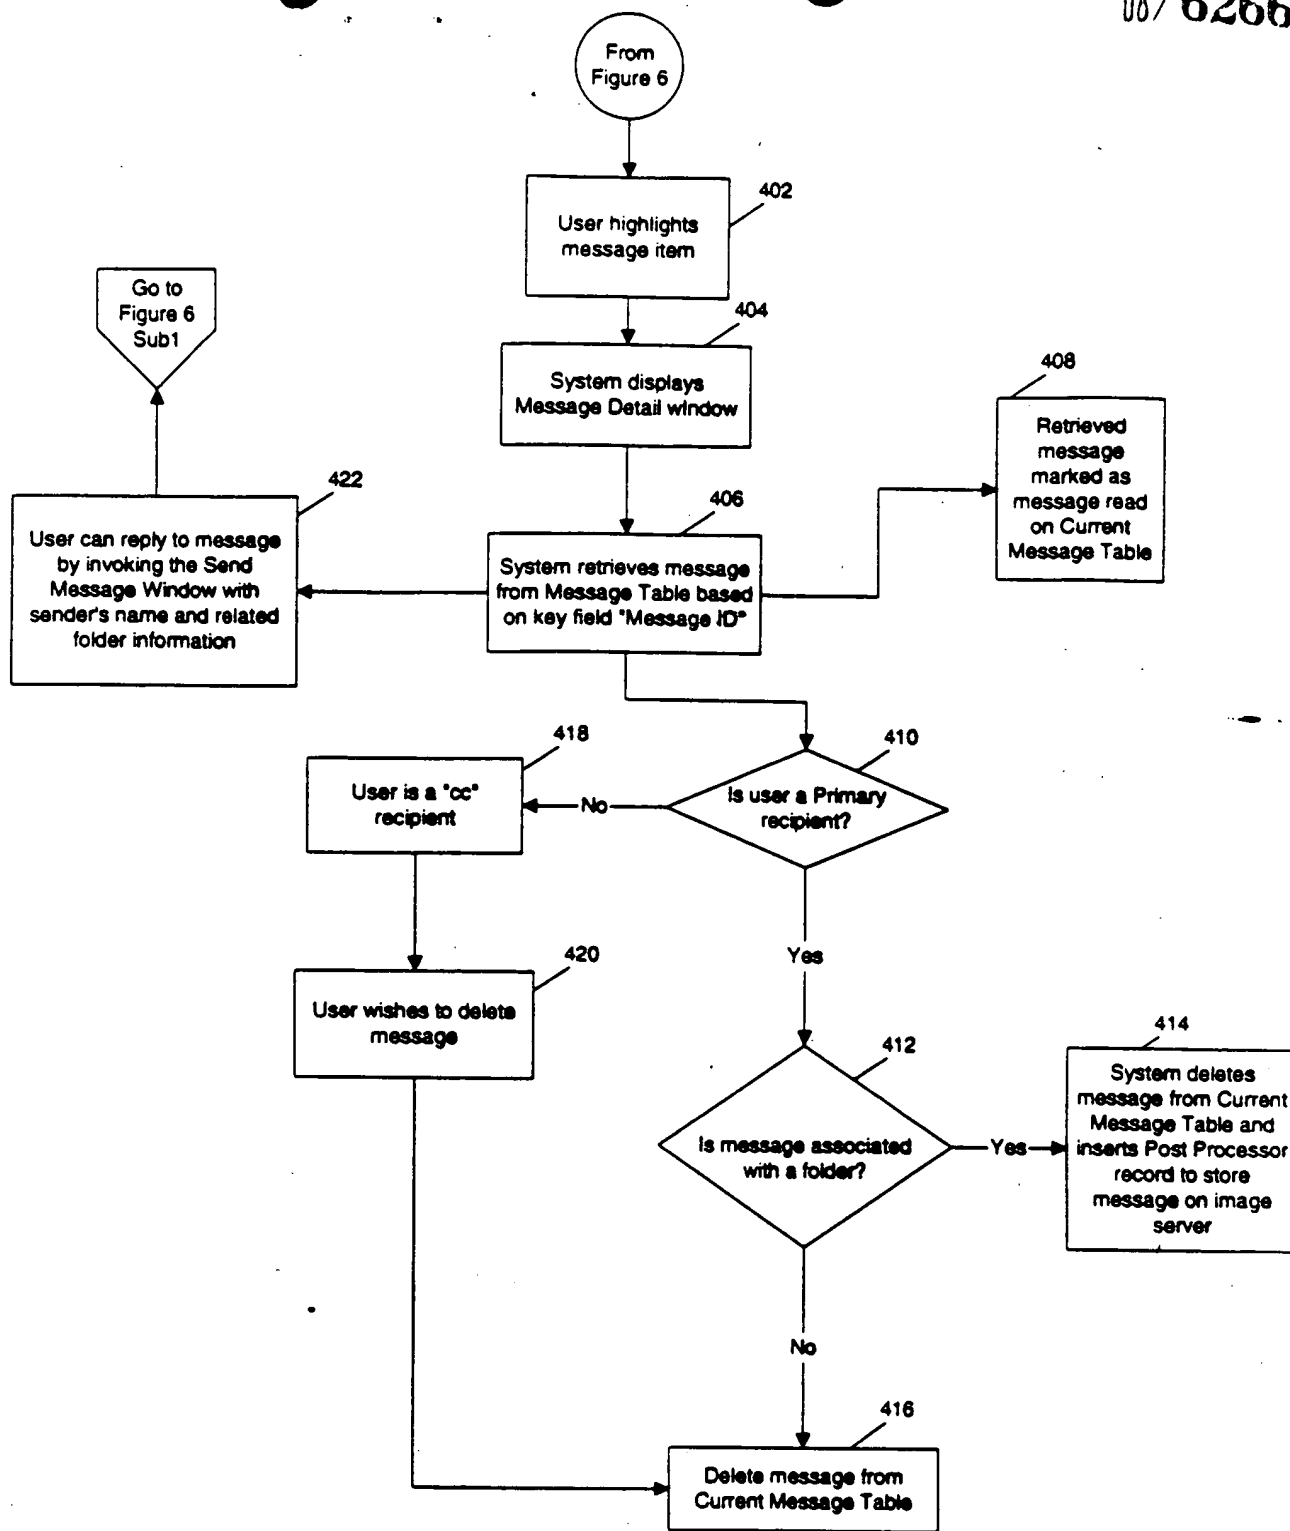 08/ 6266
From
Figure 6
402
User highlights
message item
Go to
Figure 6
Sub1
404
System displays
Message Detail window
408
Retrieved
message
marked as
message read
on Current
Message Table
422
User can reply to message
by invoking the Send
Message Window with
sender's name and related
folder information
406
System retrieves message
from Message Table based
on key field "Message ID"
418
User is a "cc"
recipient
No
410
Is user a Primary
recipient?
Yes
420
User wishes to delete
message
412
Is message associated
with a folder?
Yes
414
System deletes
message from Current
Message Table and
inserts Post Processor
record to store
message on image
server
No
416
Delete message from
Current Message Table